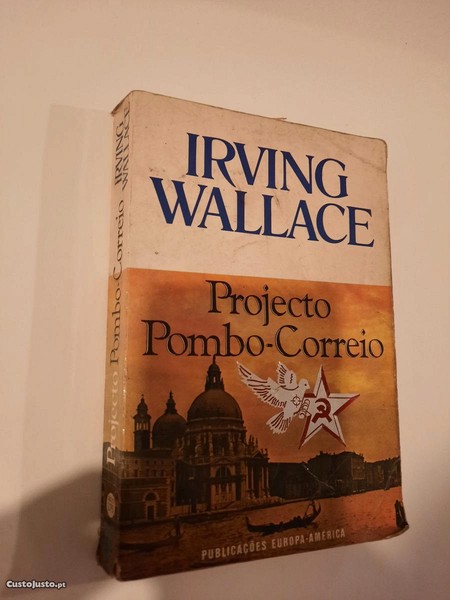 IRVING
WALLACE
Projecto
Pombo-Correio
PUBLICAÇÕES EUROPA-AMÉRICA
Projecto Pombo-Correio
IRVING
WALLACE
CustoJusto.pt